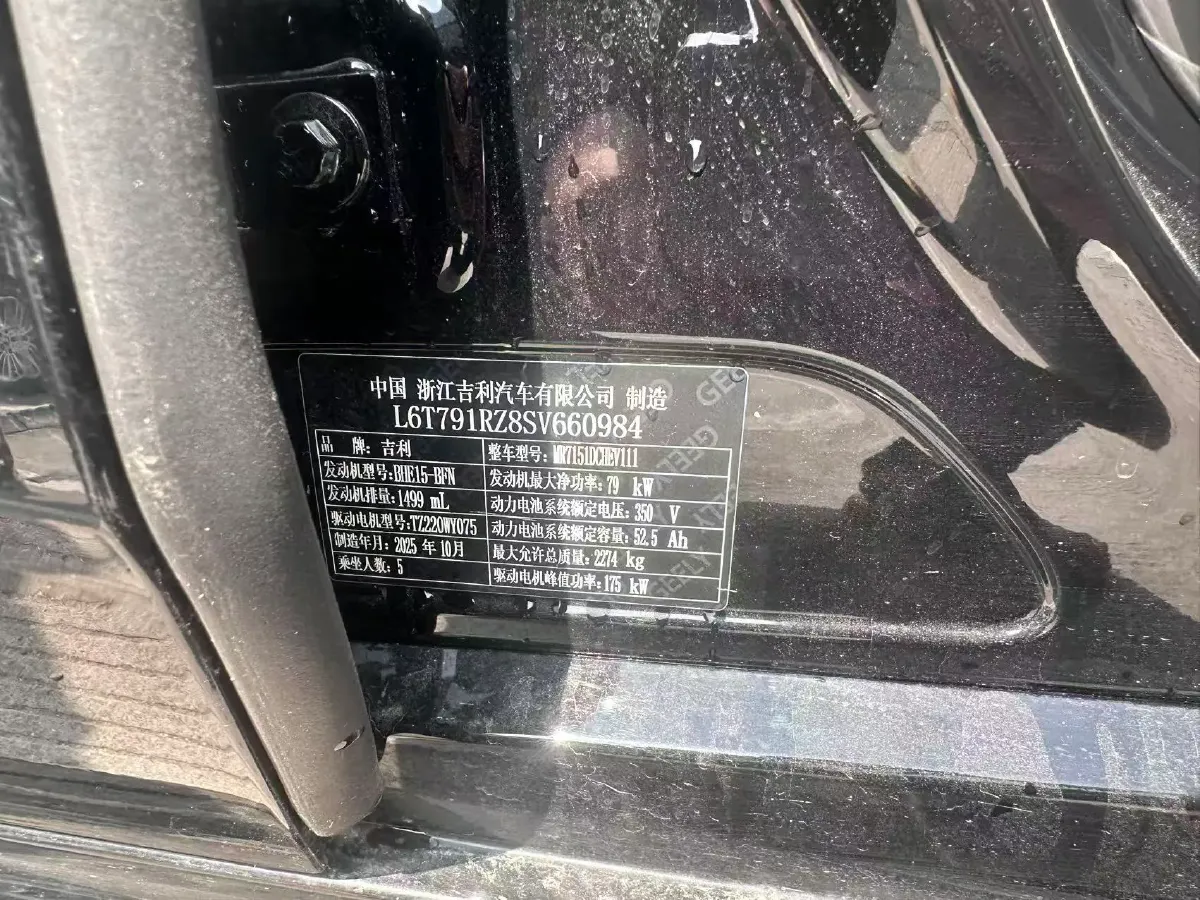 中国 浙江吉利汽车有限公司 制造
L6T791RZ8SV660984
品 牌: 吉利 整车型号: MR7151DCHEV111
发动机型号: BHE15-BFN 发动机最大净功率: 79 kW
发动机排量: 1499 mL 动力电池系统额定电压: 350 V
驱动电机型号: TZ220WY075 动力电池系统额定容量: 52.5 Ah
制造年月: 2025 年 10月 最大允许总质量: 2274 kg
乘坐人数: 5 驱动电机峰值功率: 175 kW
GEELY
GEELY
GEELY